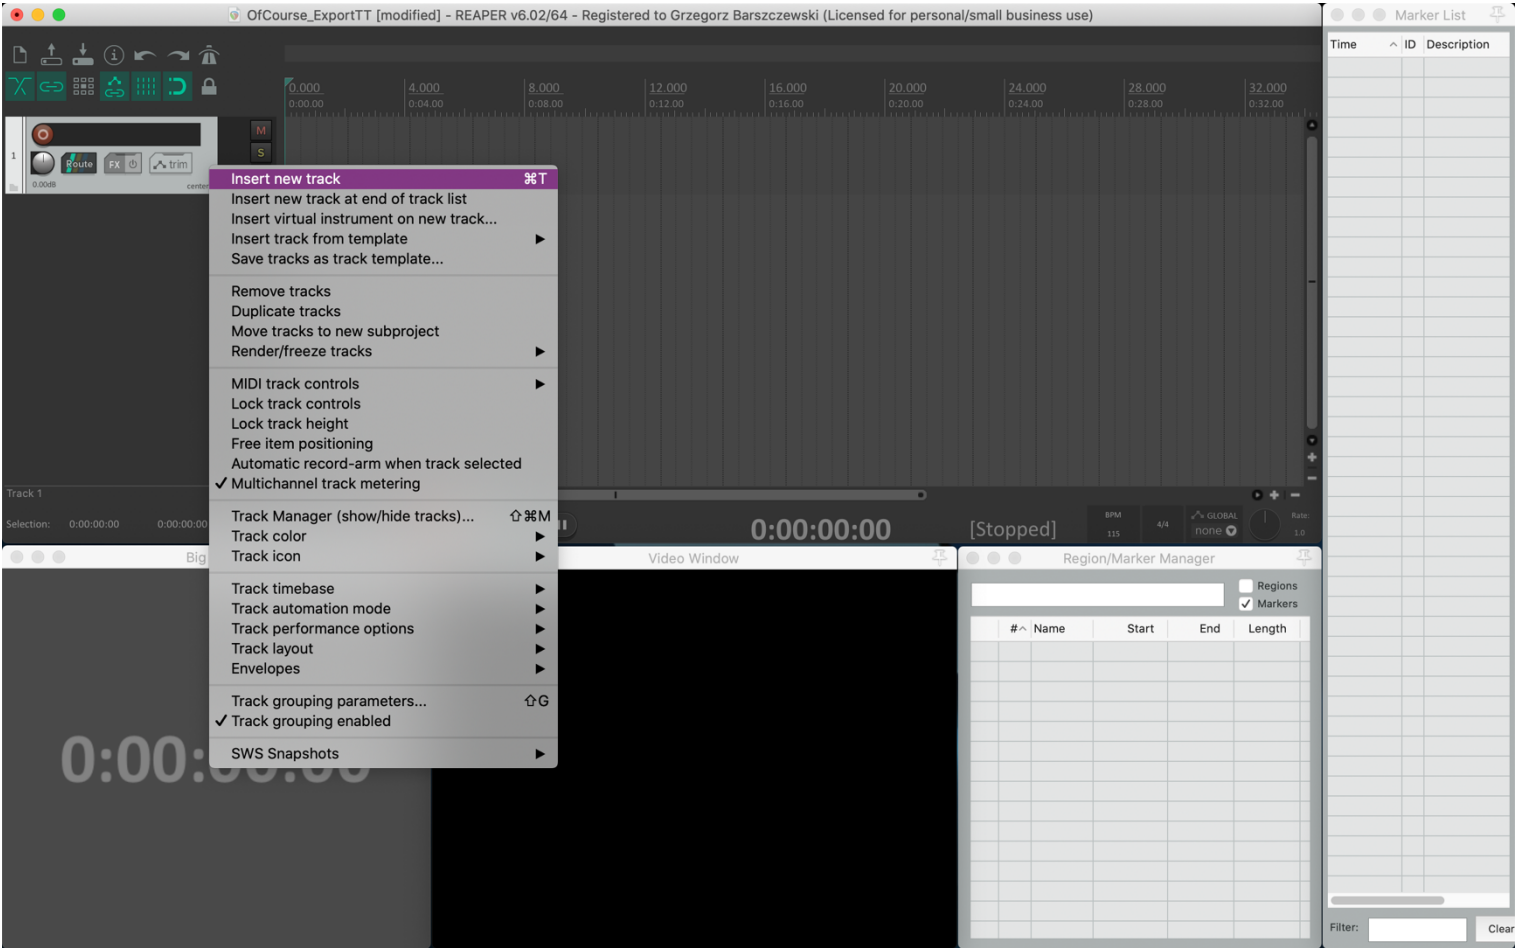 OfCourse_ExportTT [modified] - REAPER v6.02/64 - Registered to Grzegorz Barszczewski (Licensed for personal/small business use)
Marker List
Time ID Description
0.000 4.000 8.000 12.000 16.000 20.000 24.000 28.000 32.000
0:00.00 0:04.00 0:08.00 0:12.00 0:16.00 0:20.00 0:24.00 0:28.00 0:32.00
M
1
S
Route FX trim
0.00dB center
Insert new track ⌘T
Insert new track at end of track list
Insert virtual instrument on new track...
Insert track from template
Save tracks as track template...
Remove tracks
Duplicate tracks
Move tracks to new subproject
Render/freeze tracks
MIDI track controls
Lock track controls
Lock track height
Free item positioning
Automatic record-arm when track selected
✓ Multichannel track metering
Track Manager (show/hide tracks)... ⇧⌘M
Track color
Track icon
Track timebase
Track automation mode
Track performance options
Track layout
Envelopes
Track grouping parameters... ⇧G
✓ Track grouping enabled
SWS Snapshots
Track 1
Selection: 0:00:00:00 0:00:00:00
0:00:00:00 [Stopped]
BPM
115
4/4
GLOBAL
none
Rate:
1.0
Big
0:00:00:00
Video Window
Region/Marker Manager
Regions
✓ Markers
# Name Start End Length
Filter: Clear